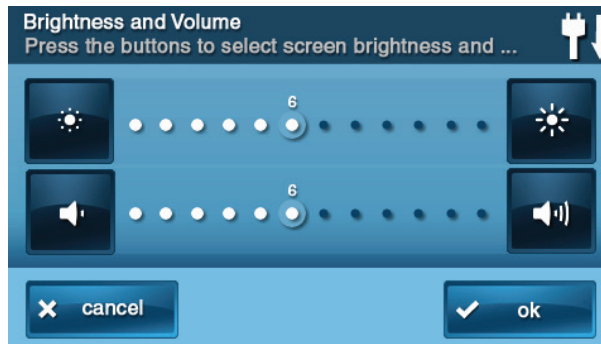 Brightness and Volume
Press the buttons to select screen brightness and ...
6
6
cancel
ok